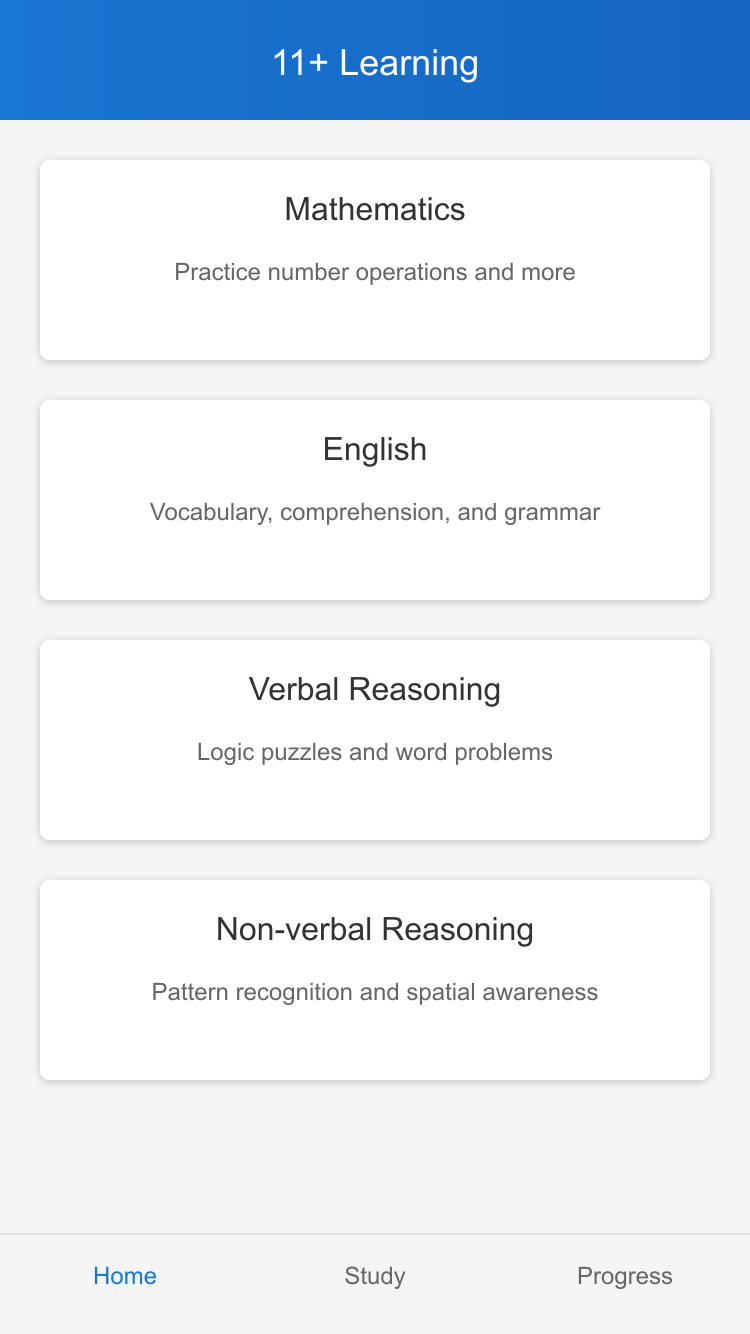 11+ Learning
Mathematics
Practice number operations and more
English
Vocabulary, comprehension, and grammar
Verbal Reasoning
Logic puzzles and word problems
Non-verbal Reasoning
Pattern recognition and spatial awareness
Home Study Progress